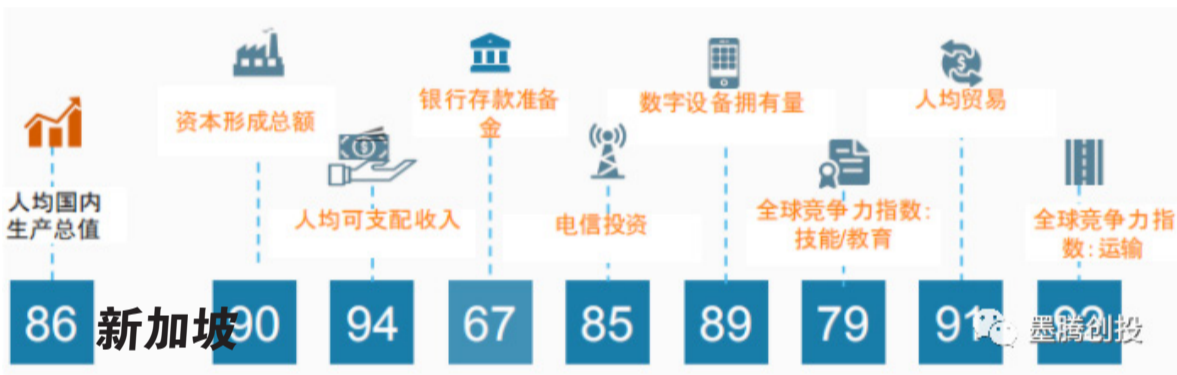 银行存款准备
金
数字设备拥有量
人均贸易
资本形成总额
人均国内
生产总值
人均可支配收入
电信投资
全球竞争力指数:
技能/教育
全球竞争力指
数:运输
86
新加坡
90
94
67
85
89
79
91
92
墨腾创投